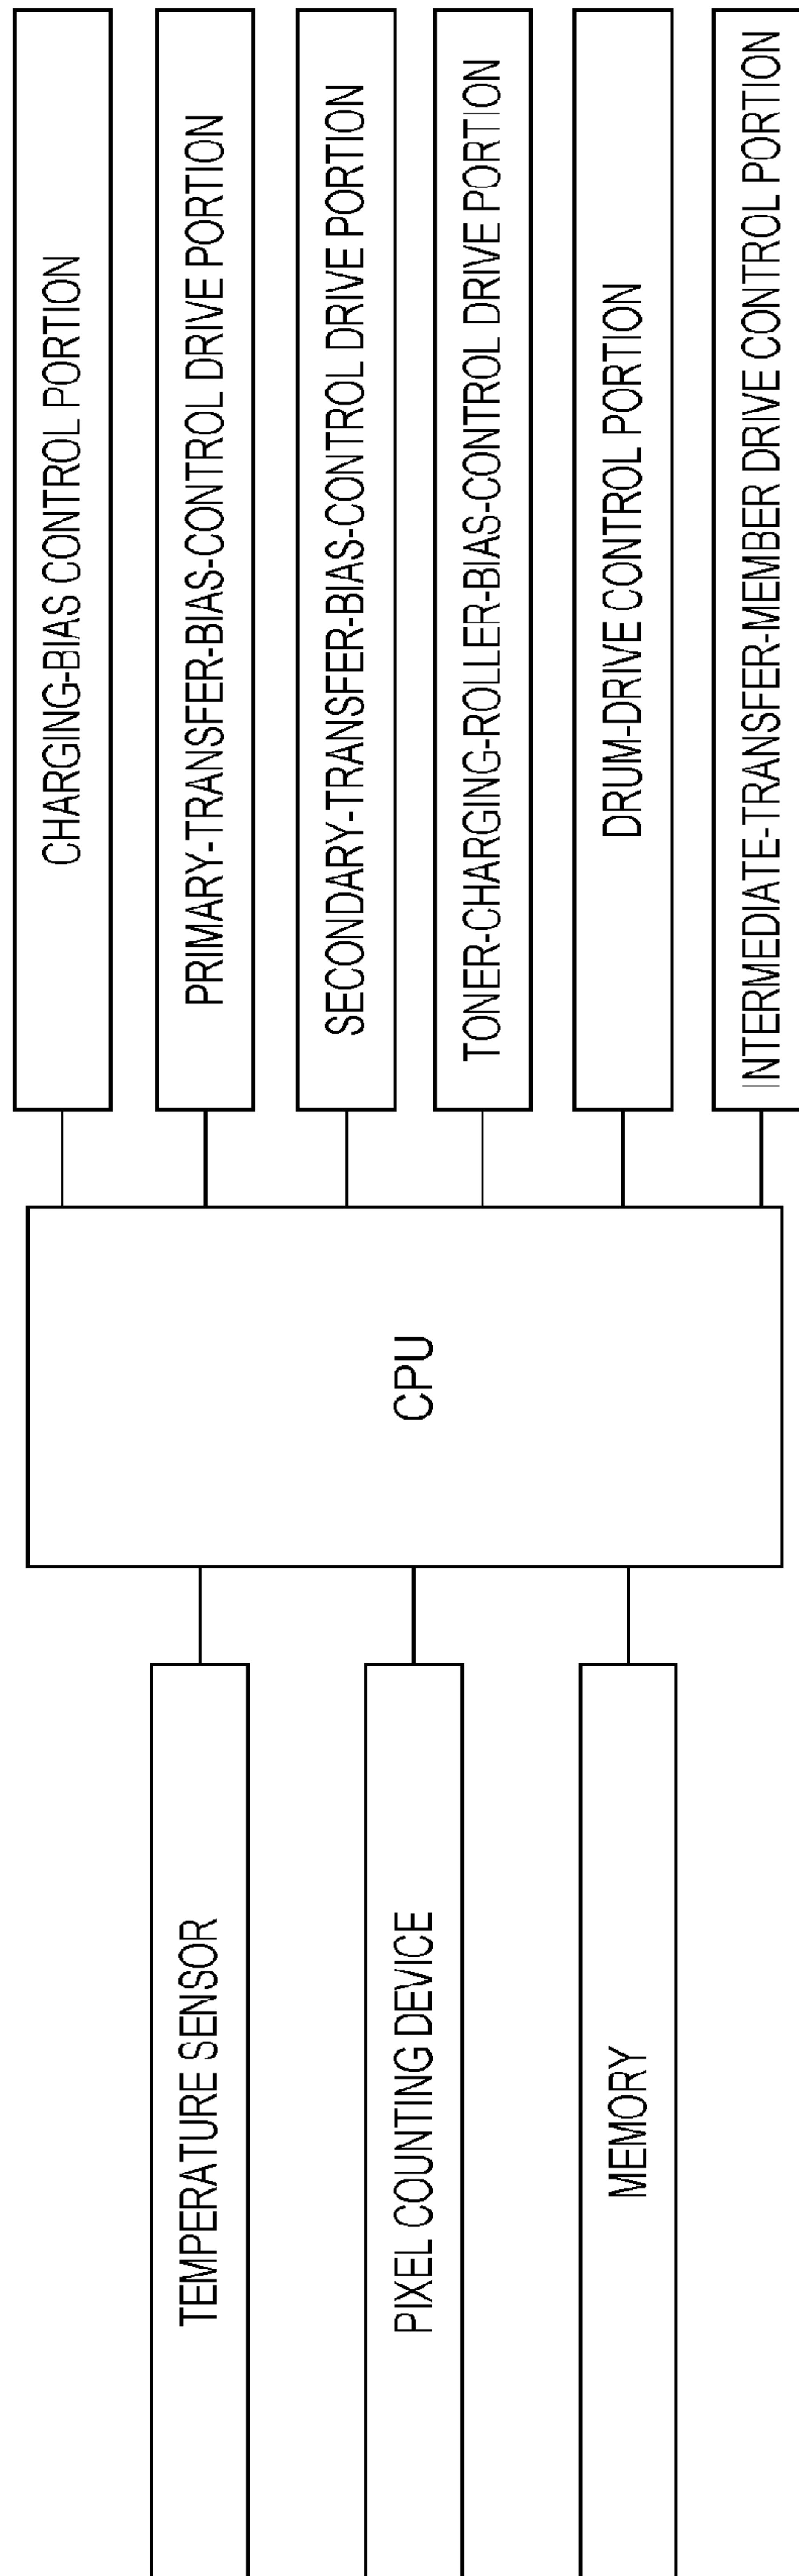 TEMPERATURE SENSOR
PIXEL COUNTING DEVICE
MEMORY
CPU
CHARGING-BIAS CONTROL PORTION
PRIMARY-TRANSFER-BIAS-CONTROL DRIVE PORTION
SECONDARY-TRANSFER-BIAS-CONTROL DRIVE PORTION
TONER-CHARGING-ROLLER-BIAS-CONTROL DRIVE PORTION
DRUM-DRIVE CONTROL PORTION
INTERMEDIATE-TRANSFER-MEMBER DRIVE CONTROL PORTION